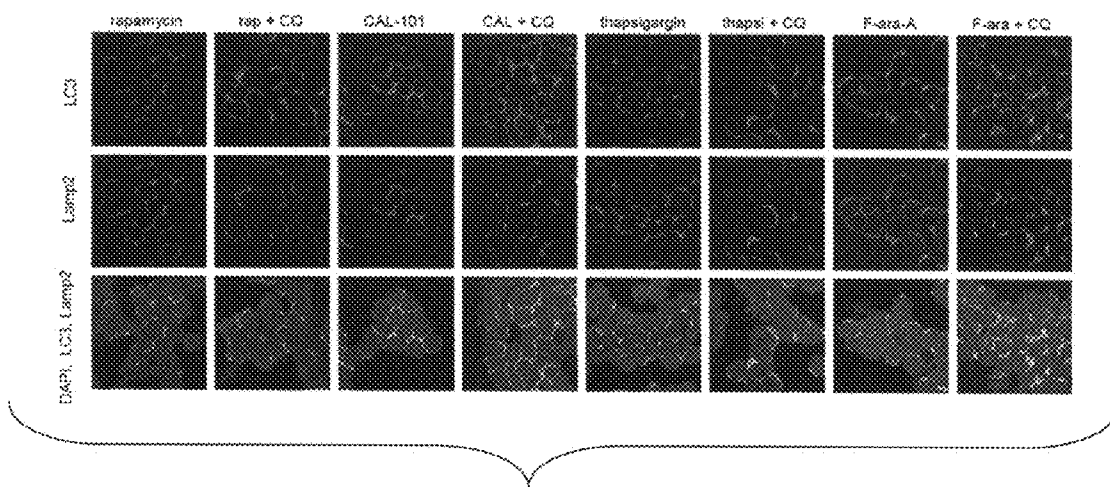 rapamycin rap + CQ CAL-101 CAL + CQ thapsigargin thapsi + CQ F-ara-A F-ara + CQ
LC3
Lamp2
DAPI, LC3, Lamp2